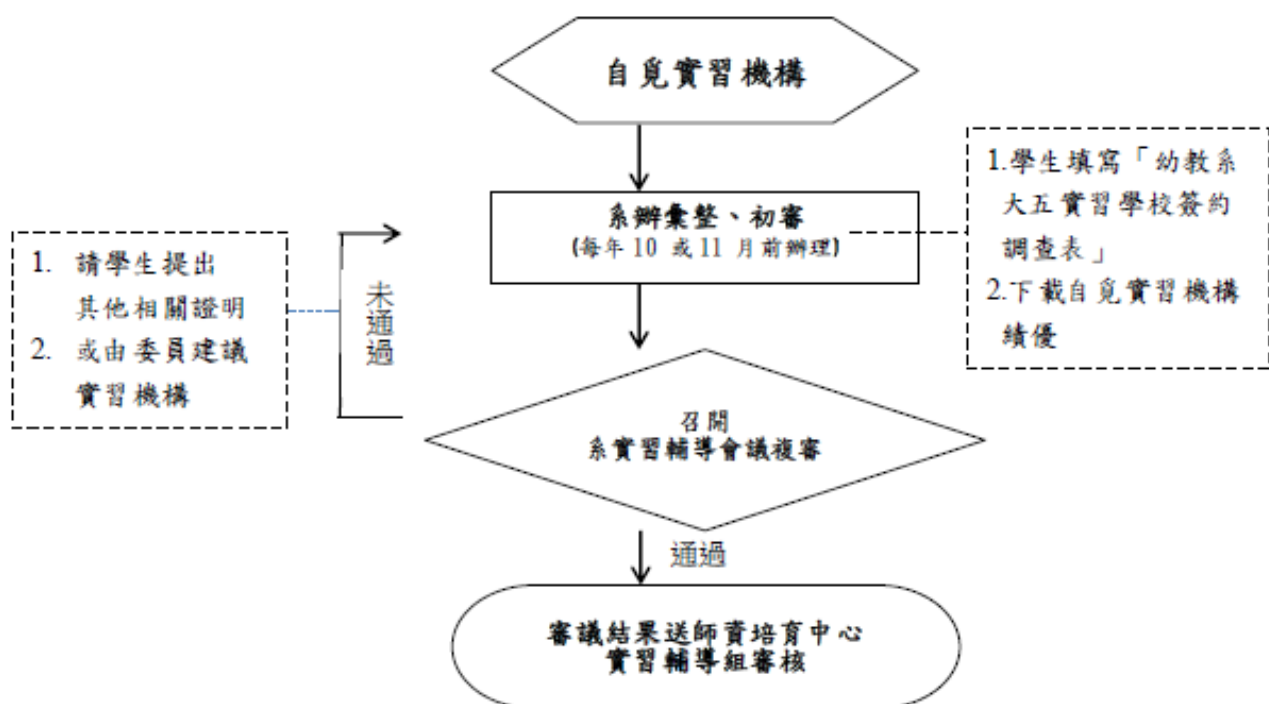 自覓實習機構
系辦彙整、初審
(每年 10 或 11 月前辦理)
1.學生填寫「幼教系
大五實習學校簽約
調查表」
2.下載自覓實習機構
績優
1. 請學生提出
其他相關證明
2. 或由委員建議
實習機構
未通過
召開
系實習輔導會議複審
通過
審議結果送師資培育中心
實習輔導組審核